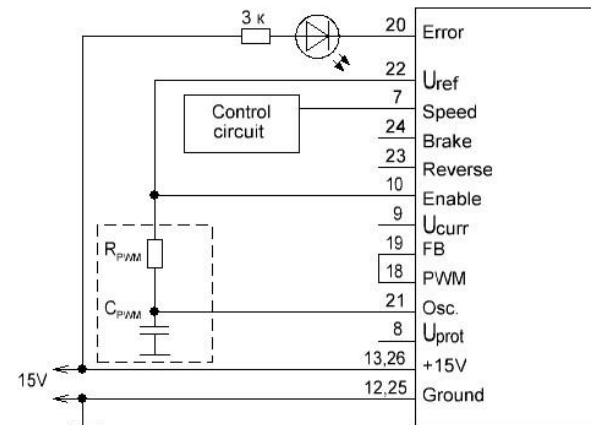 3 к
20 Error
22 Uref
7 Speed
Control
circuit
24 Brake
23 Reverse
10 Enable
9 Ucurr
19 FB
RPWM
18 PWM
21 Osc.
CPWM
8 Uprot
13,26 +15V
15V
12,25 Ground